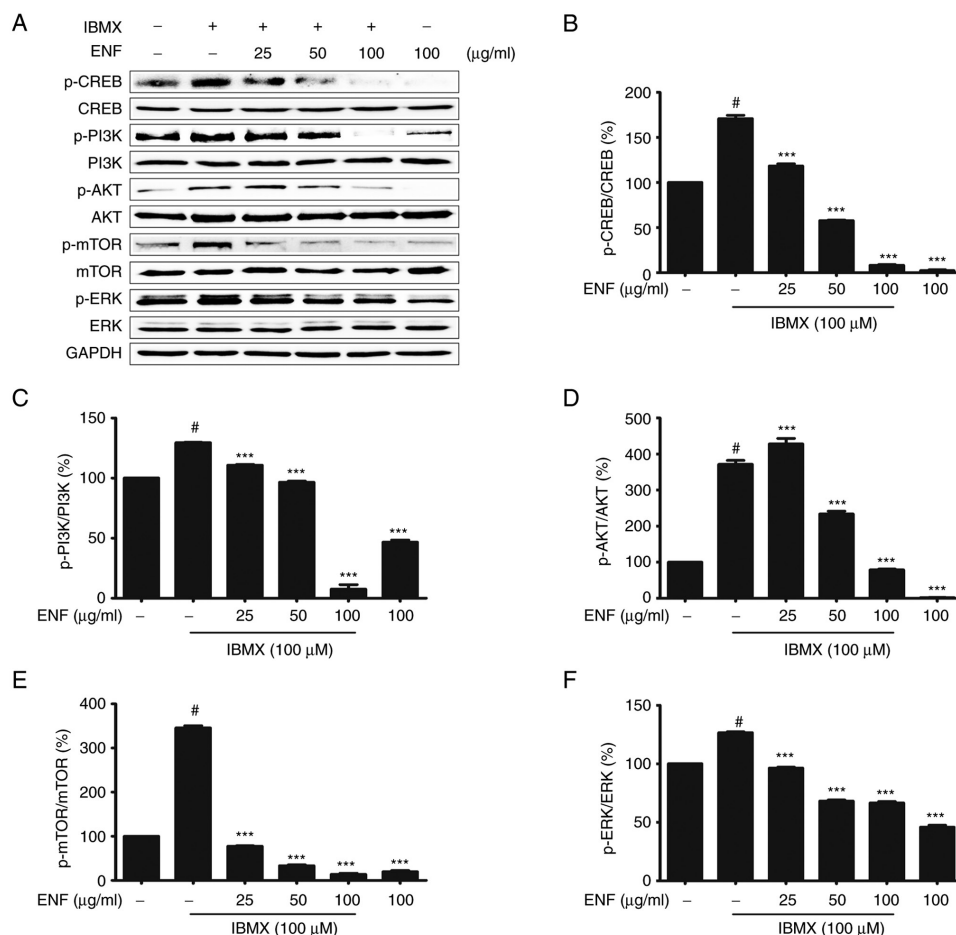 A
IBMX − + + + + −
ENF − − 25 50 100 100 (μg/ml)
p-CREB
CREB
p-PI3K
PI3K
p-AKT
AKT
p-mTOR
mTOR
p-ERK
ERK
GAPDH
B
p-CREB/CREB (%)
200
150
100
50
0
#
***
***
***
***
ENF (μg/ml) − − 25 50 100 100
IBMX (100 μM)
C
p-PI3K/PI3K (%)
150
100
50
0
#
***
***
***
***
ENF (μg/ml) − − 25 50 100 100
IBMX (100 μM)
D
p-AKT/AKT (%)
500
400
300
200
100
0
#
***
***
***
***
ENF (μg/ml) − − 25 50 100 100
IBMX (100 μM)
E
p-mTOR/mTOR (%)
400
300
200
100
0
#
***
***
***
***
ENF (μg/ml) − − 25 50 100 100
IBMX (100 μM)
F
p-ERK/ERK (%)
150
100
50
0
#
***
***
***
***
ENF (μg/ml) − − 25 50 100 100
IBMX (100 μM)